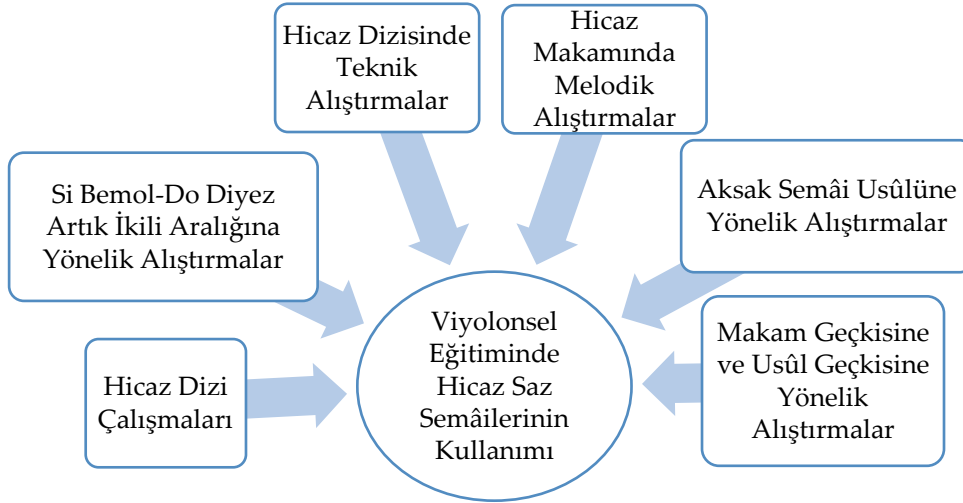 Hicaz Dizisinde
Teknik
Alıştırmalar
Hicaz
Makamında
Melodik
Alıştırmalar
Si Bemol-Do Diyez
Artık İkili Aralığına
Yönelik Alıştırmalar
Aksak Semâi Usûlüne
Yönelik Alıştırmalar
Hicaz Dizi
Çalışmaları
Viyolonsel
Eğitiminde
Hicaz Saz
Semâilerinin
Kullanımı
Makam Geçkisine
ve Usûl Geçkisine
Yönelik
Alıştırmalar